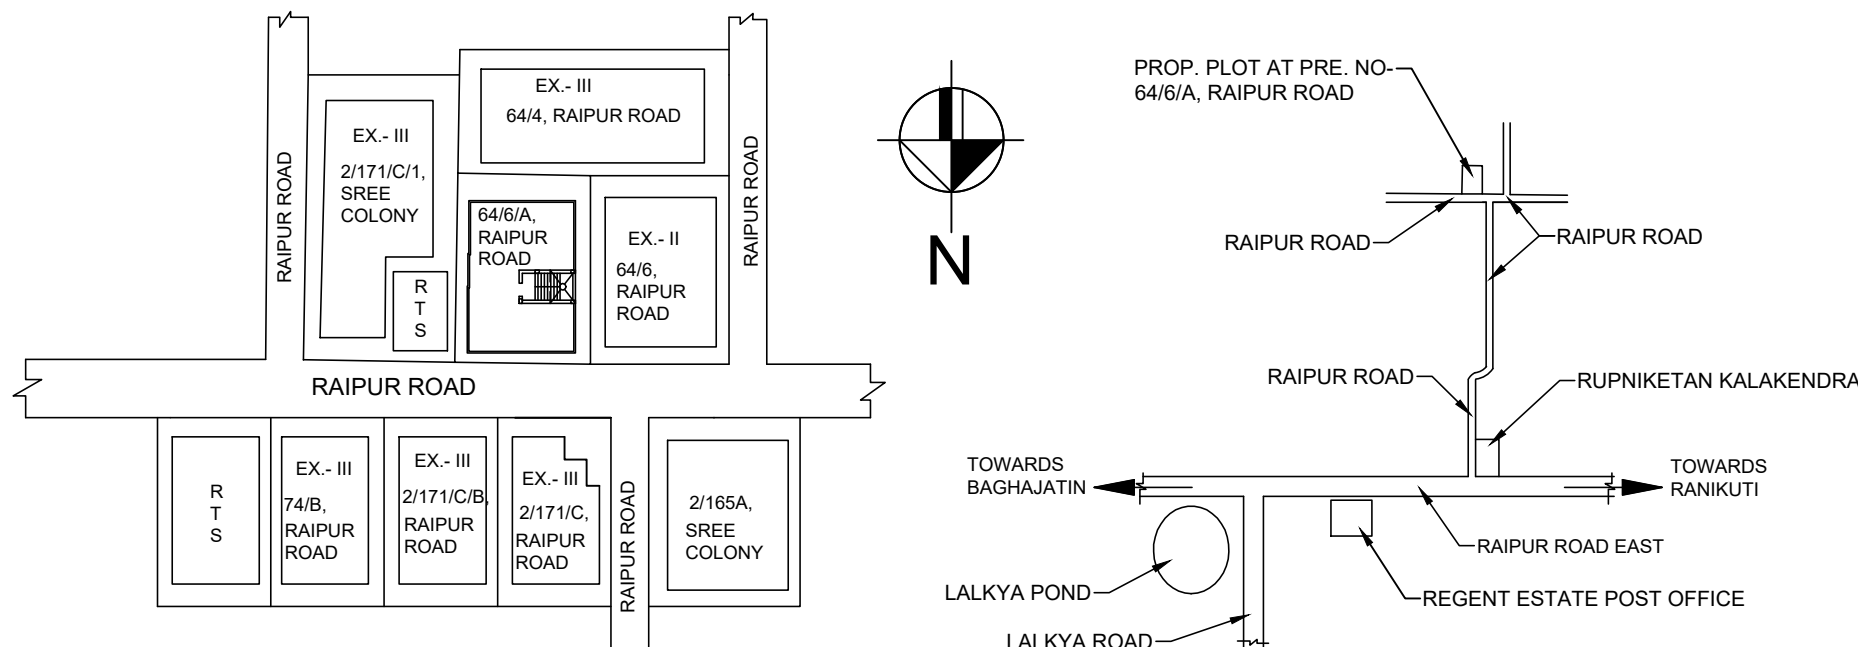 EX.- III
64/4, RAIPUR ROAD
EX.- III
2/171/C/1,
SREE
COLONY
RAIPUR ROAD
RAIPUR ROAD
64/6/A,
RAIPUR
ROAD
EX.- II
64/6,
RAIPUR
ROAD
R
T
S
RAIPUR ROAD
R
T
S
EX.- III
74/B,
RAIPUR
ROAD
EX.- III
2/171/C/B,
RAIPUR
ROAD
EX.- III
2/171/C,
RAIPUR
ROAD
RAIPUR ROAD
2/165A,
SREE
COLONY
N
PROP. PLOT AT PRE. NO-
64/6/A, RAIPUR ROAD
RAIPUR ROAD
RAIPUR ROAD
RAIPUR ROAD
RUPNIKETAN KALAKENDRA
TOWARDS
BAGHAJATIN
TOWARDS
RANIKUTI
RAIPUR ROAD EAST
LALKYA POND
REGENT ESTATE POST OFFICE
LALKYA ROAD